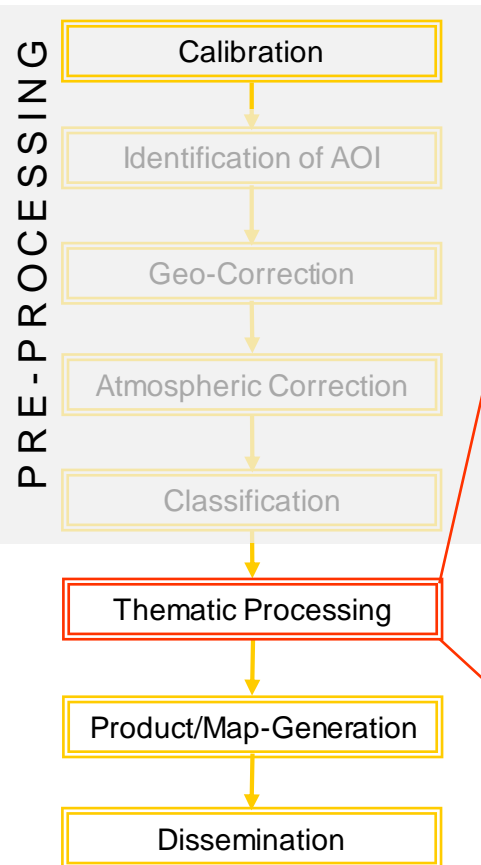 PRE-PROCESSING
Calibration
Identification of AOI
Geo-Correction
Atmospheric Correction
Classification
Thematic Processing
Product/Map-Generation
Dissemination